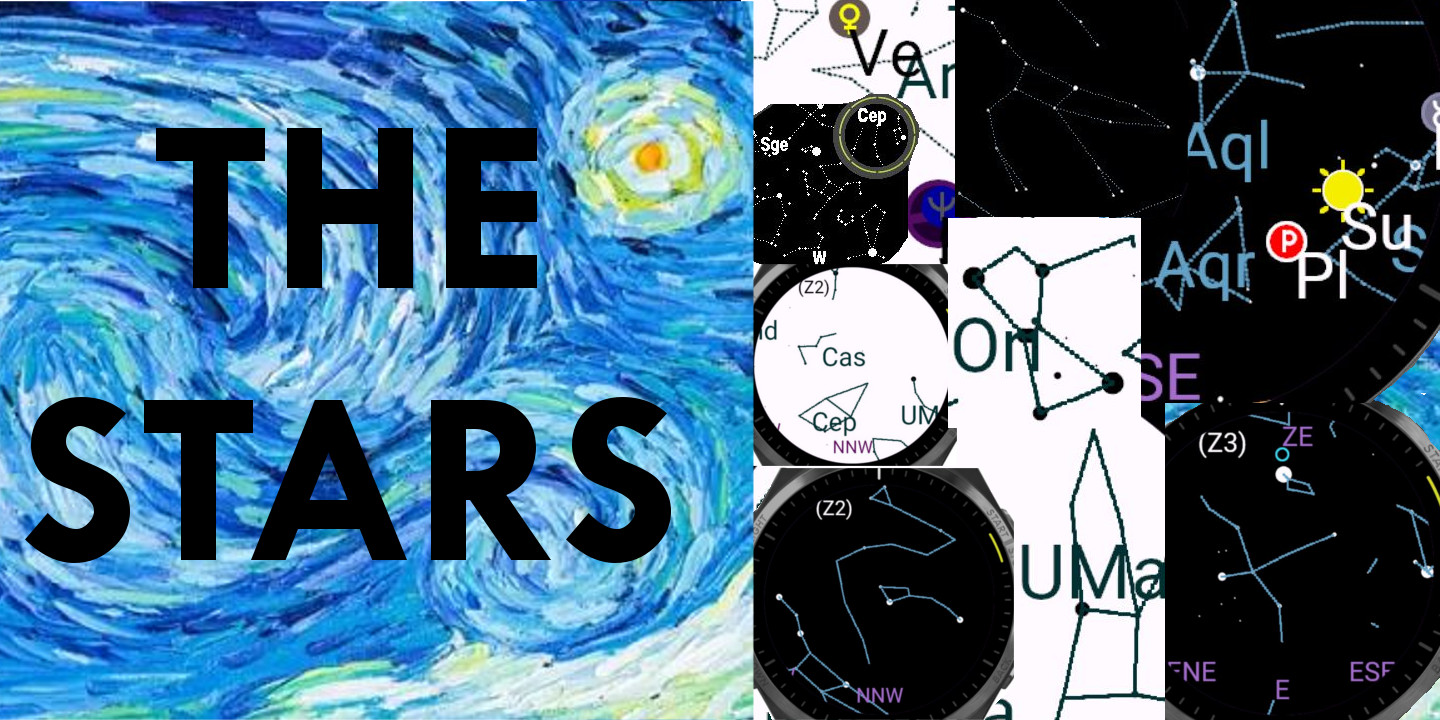 THE
STARS
Ve
Ar
Cep
Sge
W
Aql
Su
Aqr
Pl
S
SE
(Z2)
Cas
Cep
UM
NNW
Ori
(Z2)
NNW
UMa
(Z3)
ZE
ENE
E
ESE